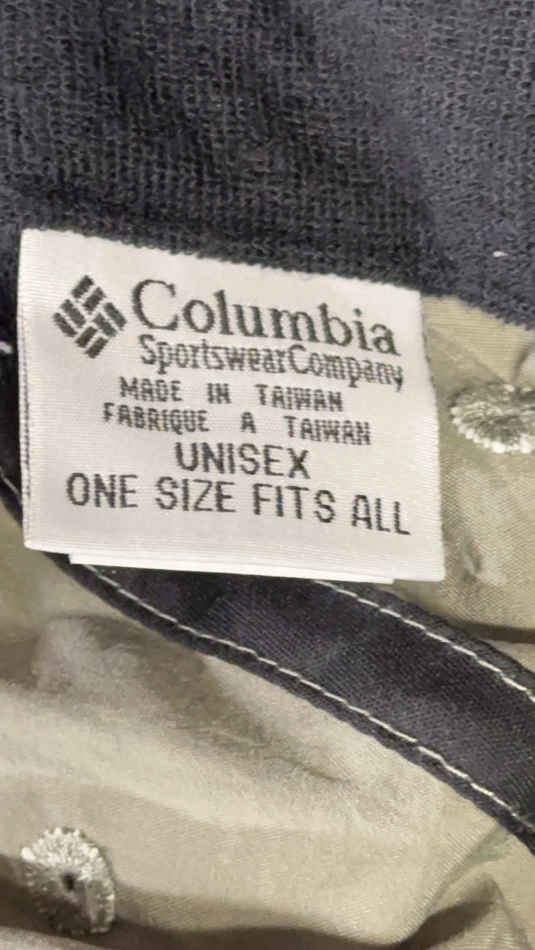 Columbia
Sportswear Company
MADE IN TAIWAN
FABRIQUE A TAIWAN
UNISEX
ONE SIZE FITS ALL